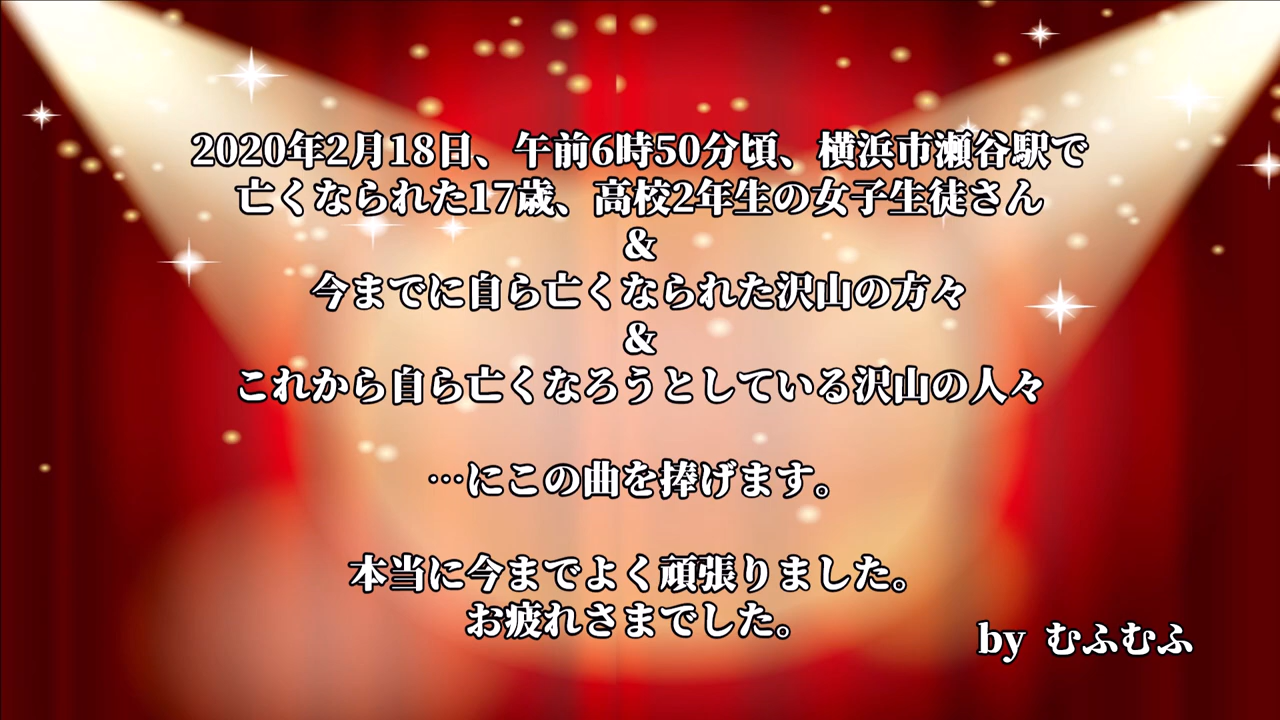 2020年2月18日、午前6時50分頃、横浜市瀬谷駅で
亡くなられた17歳、高校2年生の女子生徒さん
&
今までに自ら亡くなられた沢山の方々
&
これから自ら亡くなろうとしている沢山の人々
…にこの曲を捧げます。
本当に今までよく頑張りました。
お疲れさまでした。
by むふむふ